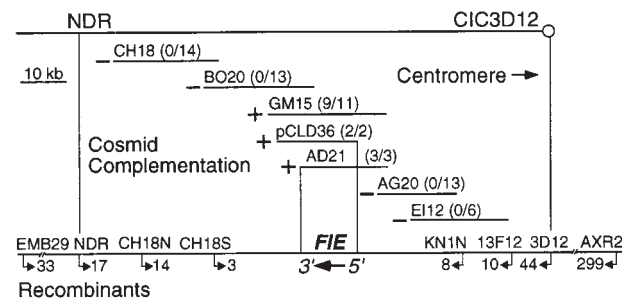 NDR CIC3D12
CH18 (0/14)
10 kb
BO20 (0/13)
Centromere
GM15 (9/11)
+
pCLD36 (2/2)
+
Cosmid
Complementation
AD21 (3/3)
+
AG20 (0/13)
EI12 (0/6)
EMB29 NDR CH18N CH18S FIE KN1N 13F12 3D12 AXR2
33 17 14 3 3' 5' 8 10 44 299
Recombinants